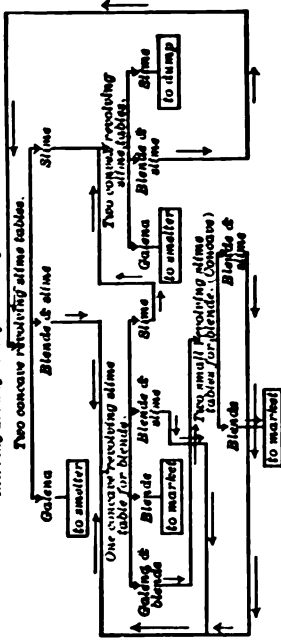 Two concave revolving slime tables.
Galena
Blende & slime
Slime
to smelter
One concave revolving slime
table for blende.
Two convex revolving
slime tables.
Galena &
blende
Blende
Blende &
slime
Slime
Galena
Blende &
slime
Slime
to market
to smelter
to dump
Two small revolving slime
tables for blende. (Concave)
Blende
Blende &
slime
to market